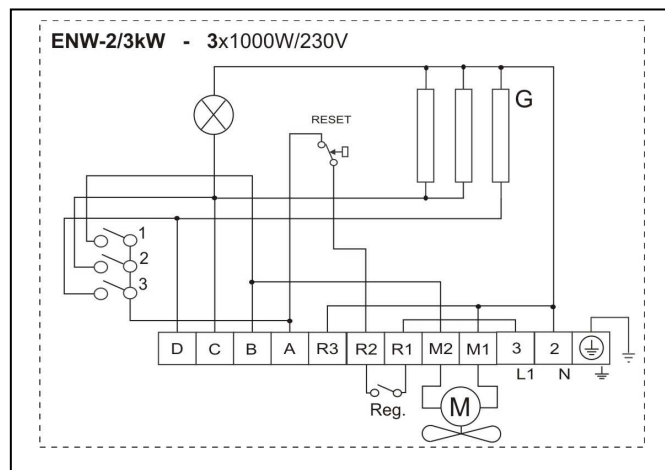 ENW-2/3kW - 3x1000W/230V
G
RESET
1
2
3
D C B A R3 R2 R1 M2 M1 3 2
L1 N
Reg.
M